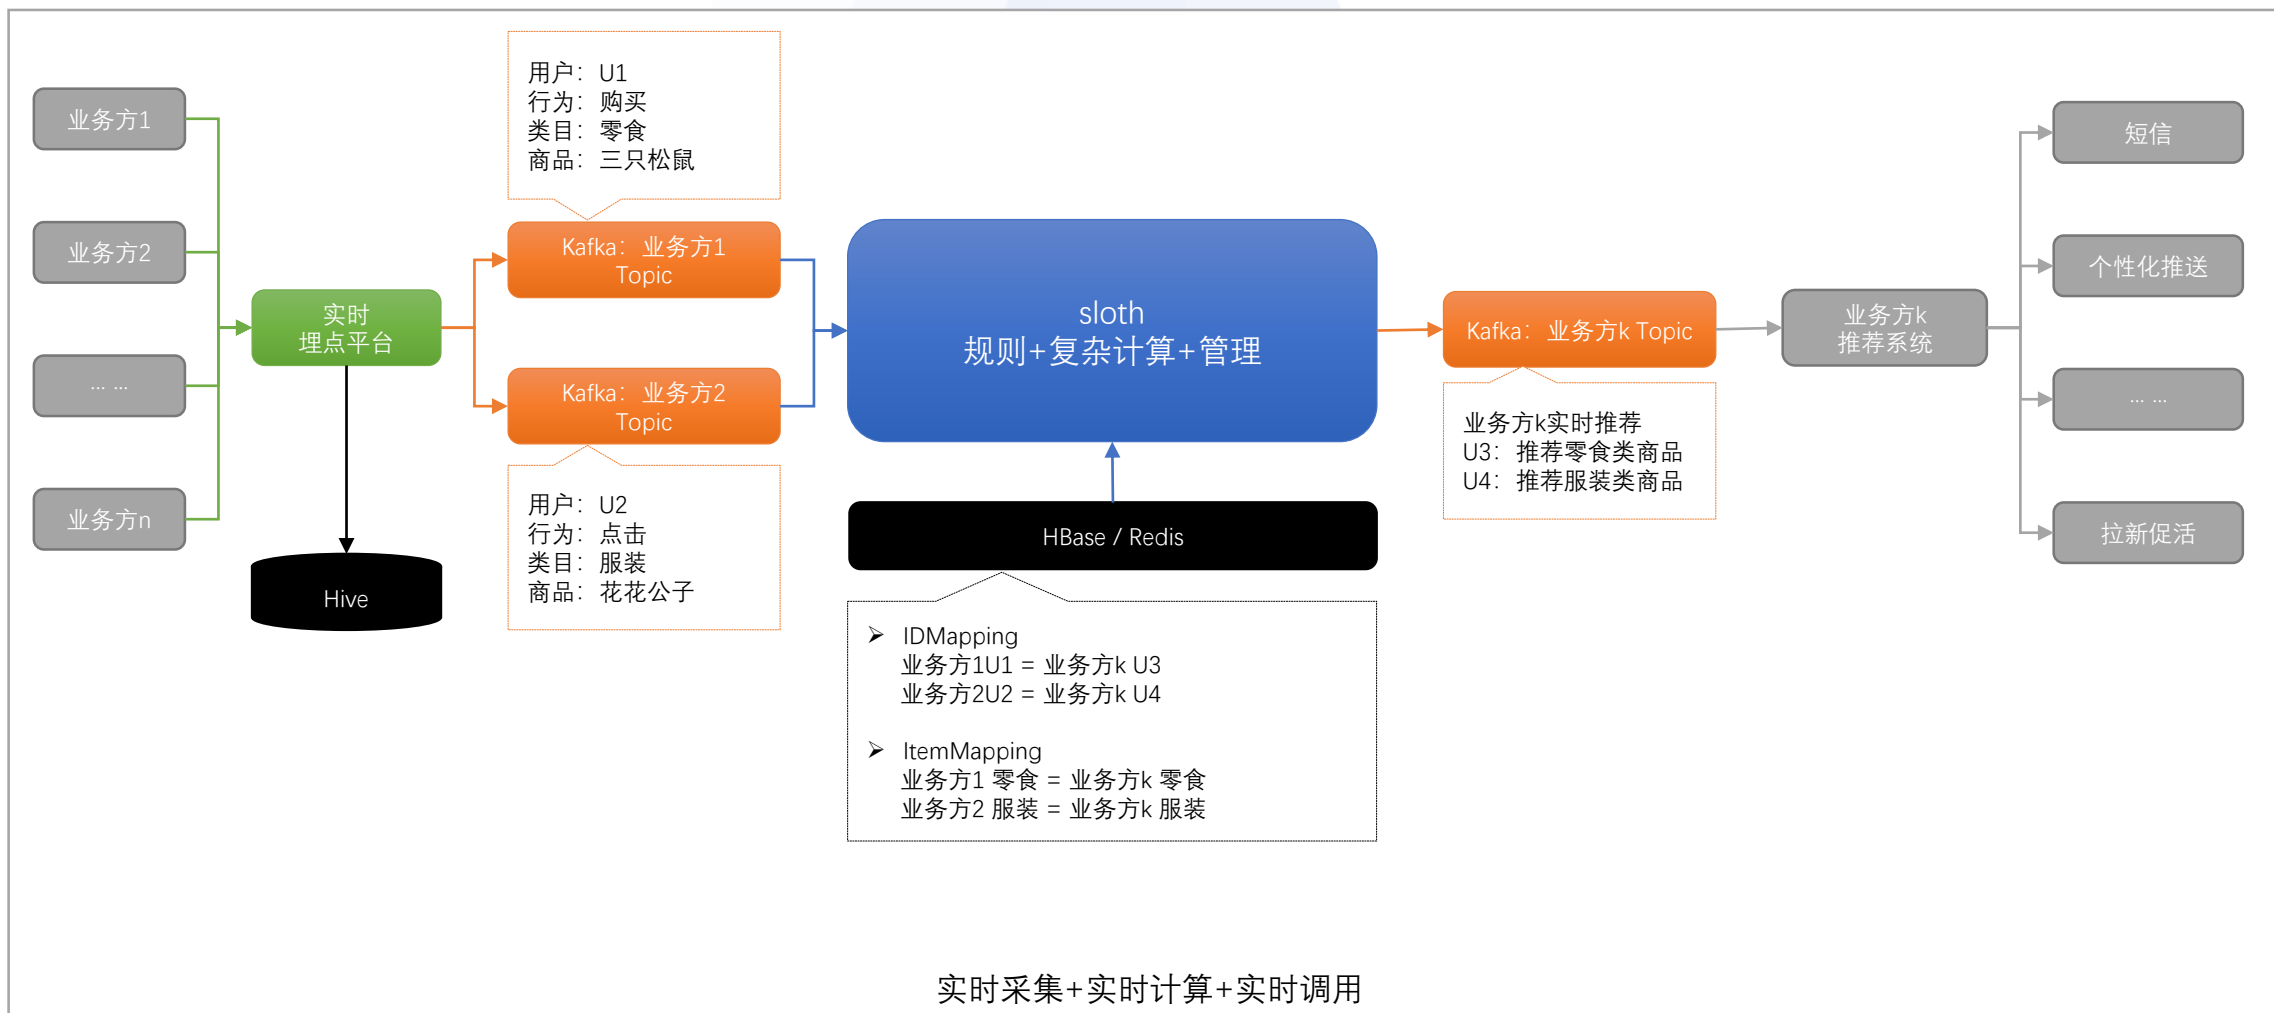 业务方1
业务方2
... ...
业务方n
实时
埋点平台
Hive
用户：U1
行为：购买
类目：零食
商品：三只松鼠
Kafka：业务方1
Topic
Kafka：业务方2
Topic
用户：U2
行为：点击
类目：服装
商品：花花公子
sloth
规则+复杂计算+管理
HBase / Redis
➢ IDMapping
业务方1U1 = 业务方k U3
业务方2U2 = 业务方k U4
➢ ItemMapping
业务方1 零食 = 业务方k 零食
业务方2 服装 = 业务方k 服装
Kafka：业务方k Topic
业务方k实时推荐
U3：推荐零食类商品
U4：推荐服装类商品
业务方k
推荐系统
短信
个性化推送
... ...
拉新促活
实时采集+实时计算+实时调用